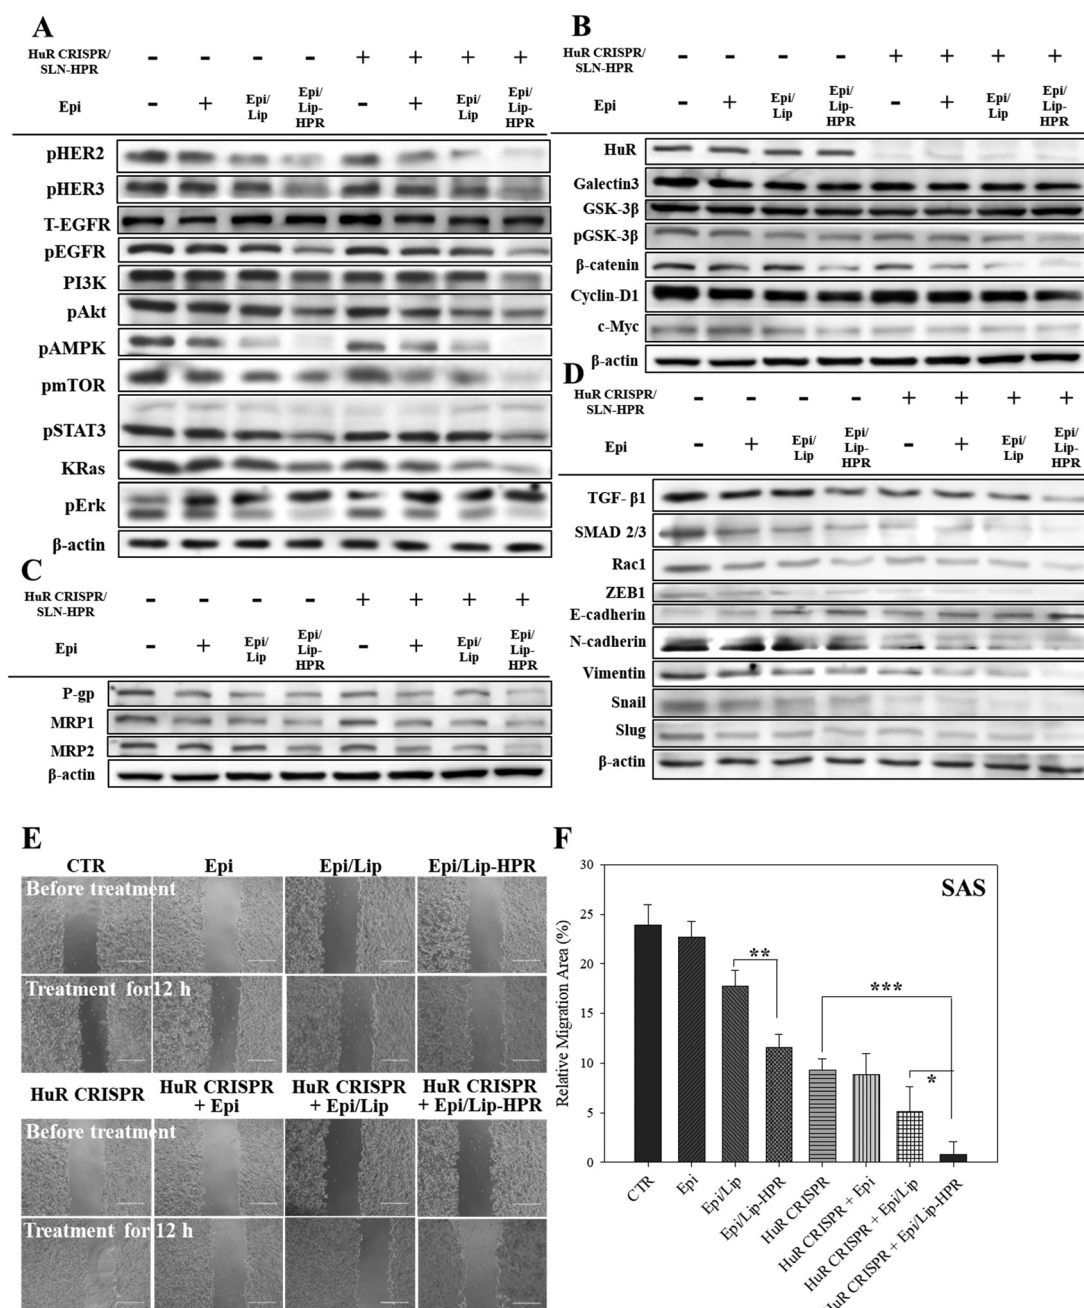 A
HuR CRISPR/
SLN-HPR
- - - - + + + +
Epi
- + Epi/
Lip Epi/
Lip-
HPR - + Epi/
Lip Epi/
Lip-
HPR
pHER2
pHER3
T-EGFR
pEGFR
PI3K
pAkt
pAMPK
pmTOR
pSTAT3
KRas
pErk
β-actin
B
HuR CRISPR/
SLN-HPR
- - - - + + + +
Epi
- + Epi/
Lip Epi/
Lip-
HPR - + Epi/
Lip Epi/
Lip-
HPR
HuR
Galectin3
GSK-3β
pGSK-3β
β-catenin
Cyclin-D1
c-Myc
β-actin
C
HuR CRISPR/
SLN-HPR
- - - - + + + +
Epi
- + Epi/
Lip Epi/
Lip-
HPR - + Epi/
Lip Epi/
Lip-
HPR
P-gp
MRP1
MRP2
β-actin
D
HuR CRISPR/
SLN-HPR
- - - - + + + +
Epi
- + Epi/
Lip Epi/
Lip-
HPR - + Epi/
Lip Epi/
Lip-
HPR
TGF- β1
SMAD 2/3
Rac1
ZEB1
E-cadherin
N-cadherin
Vimentin
Snail
Slug
β-actin
E
CTR Epi Epi/Lip Epi/Lip-HPR
Before treatment
Treatment for 12 h
HuR CRISPR HuR CRISPR
+ Epi HuR CRISPR
+ Epi/Lip HuR CRISPR
+ Epi/Lip-HPR
Before treatment
Treatment for 12 h
F
SAS
Relative Migration Area (%)
30
25
20
15
10
5
0
**
***
*
CTR
Epi
Epi/Lip
Epi/Lip-HPR
HuR CRISPR
HuR CRISPR + Epi
HuR CRISPR + Epi/Lip
HuR CRISPR + Epi/Lip-HPR